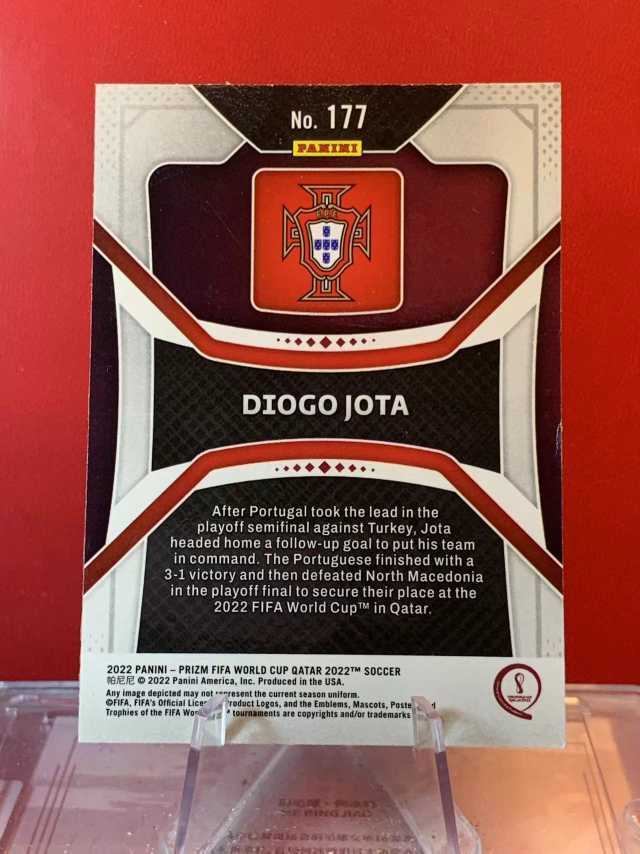 No. 177
PANINI
FPF
DIOGO JOTA
After Portugal took the lead in the
playoff semifinal against Turkey, Jota
headed home a follow-up goal to put his team
in command. The Portuguese finished with a
3-1 victory and then defeated North Macedonia
in the playoff final to secure their place at the
2022 FIFA World Cup™ in Qatar.
2022 PANINI – PRIZM FIFA WORLD CUP QATAR 2022™ SOCCER
帕尼尼 © 2022 Panini America, Inc. Produced in the USA.
Any image depicted may not represent the current season uniform.
©FIFA, FIFA's Official Product Logos, and the Emblems, Mascots, and
Trophies of the FIFA tournaments are copyrights and/or trademarks